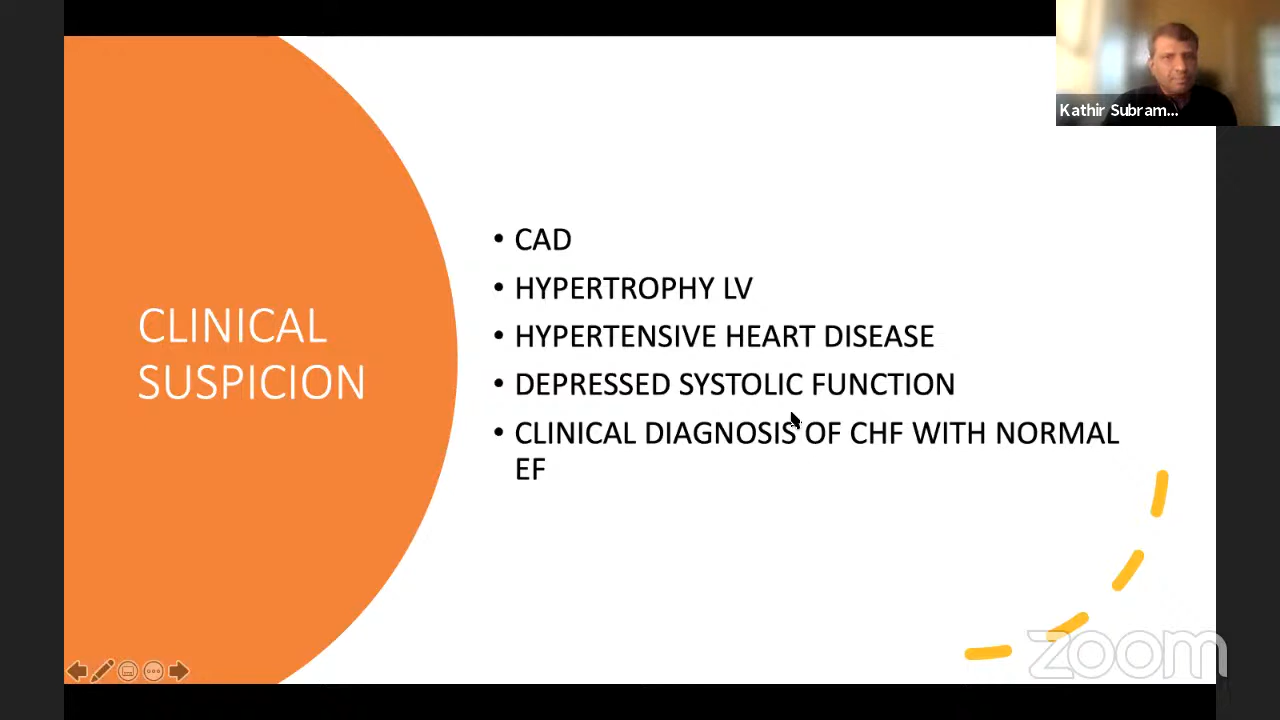 Kathir Subram...
CLINICAL
SUSPICION
• CAD
• HYPERTROPHY LV
• HYPERTENSIVE HEART DISEASE
• DEPRESSED SYSTOLIC FUNCTION
• CLINICAL DIAGNOSIS OF CHF WITH NORMAL
EF
zoom